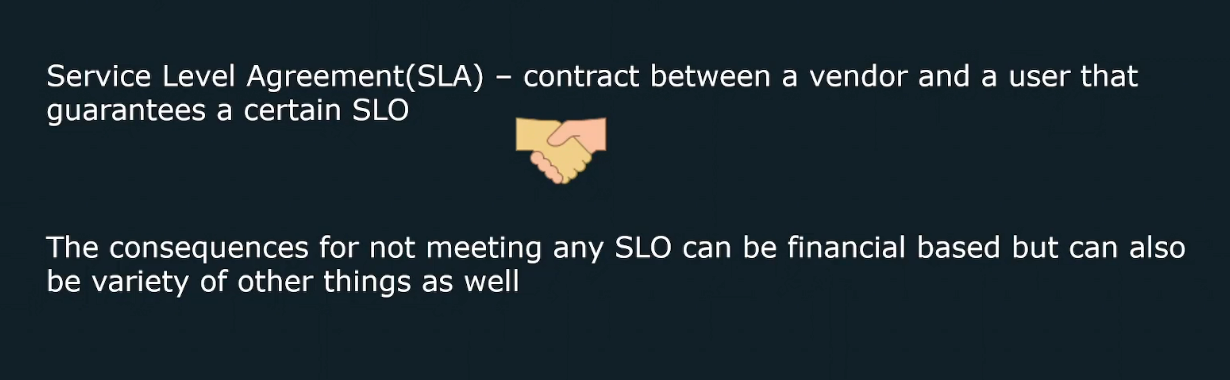 Service Level Agreement(SLA) – contract between a vendor and a user that
guarantees a certain SLO
The consequences for not meeting any SLO can be financial based but can also
be variety of other things as well